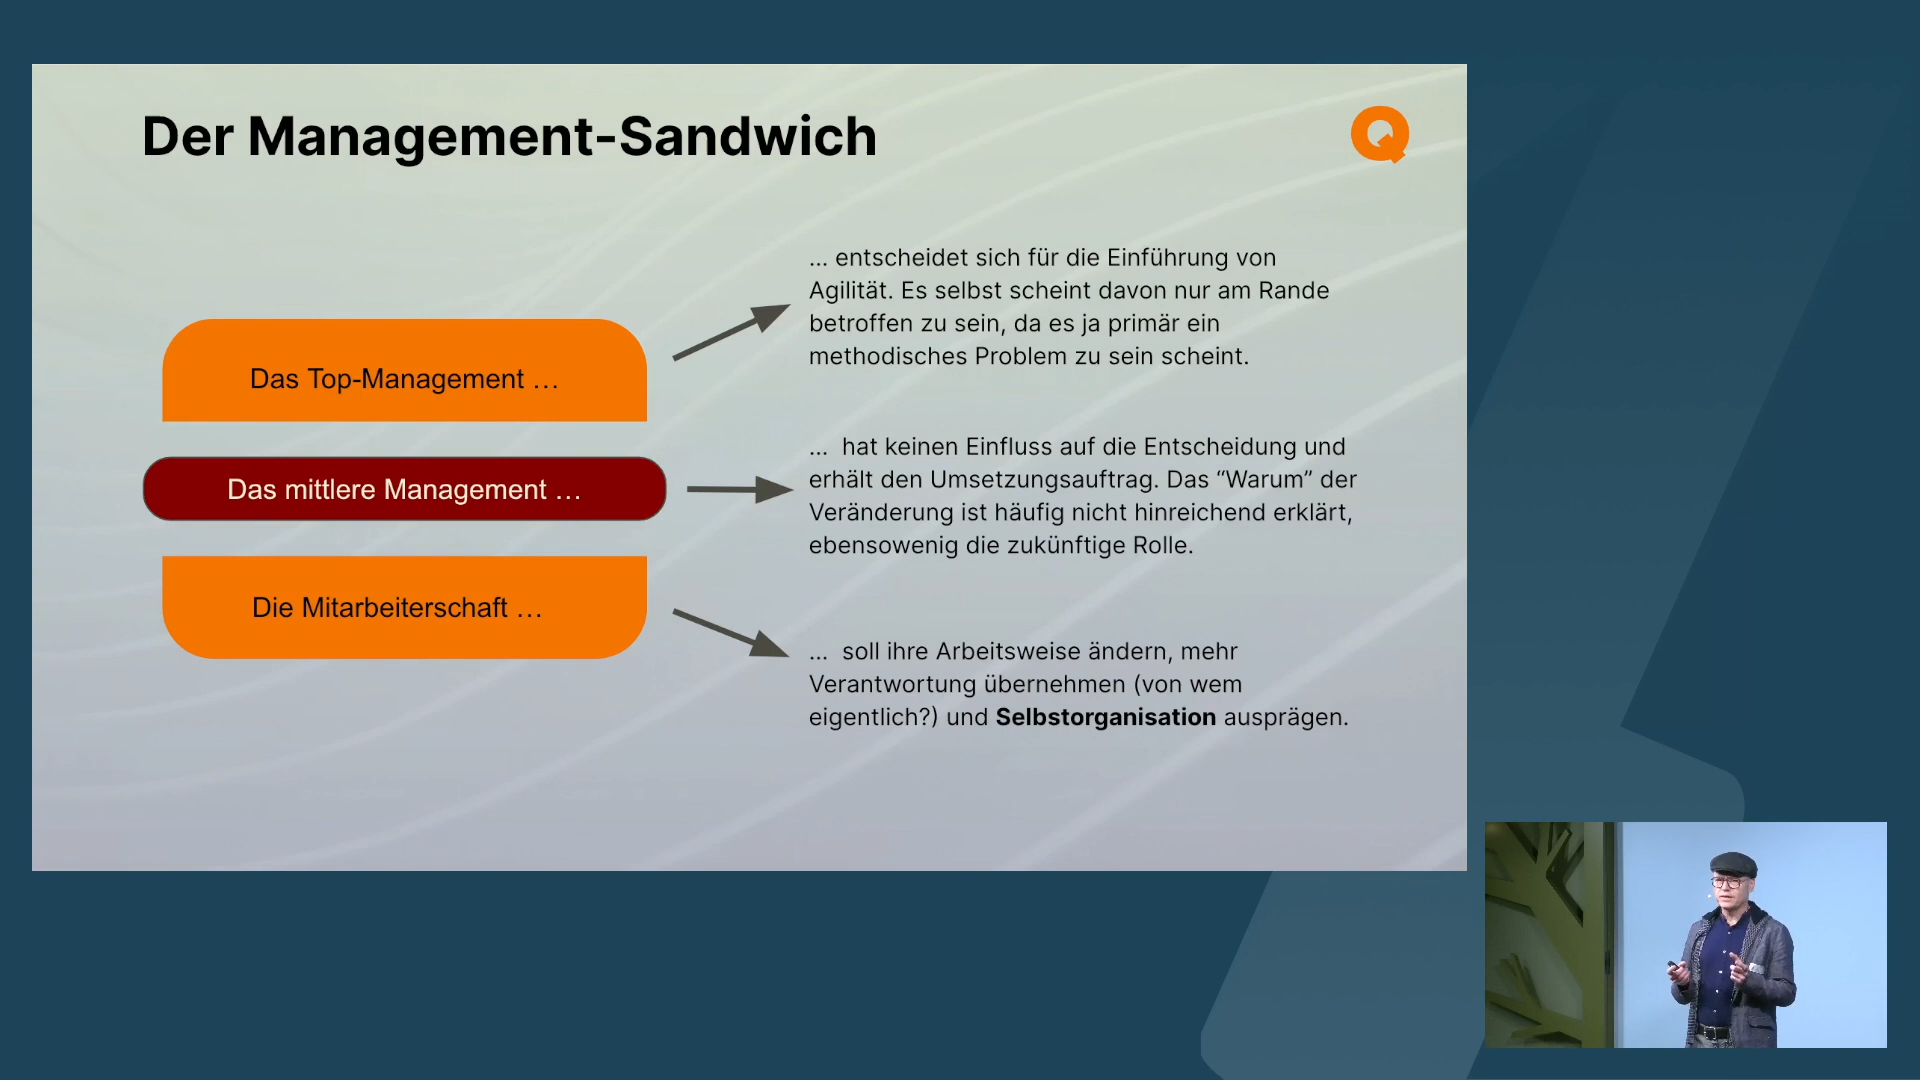 Der Management-Sandwich
Q
Das Top-Management …
... entscheidet sich für die Einführung von
Agilität. Es selbst scheint davon nur am Rande
betroffen zu sein, da es ja primär ein
methodisches Problem zu sein scheint.
Das mittlere Management …
... hat keinen Einfluss auf die Entscheidung und
erhält den Umsetzungsauftrag. Das “Warum” der
Veränderung ist häufig nicht hinreichend erklärt,
ebensowenig die zukünftige Rolle.
Die Mitarbeiterschaft …
... soll ihre Arbeitsweise ändern, mehr
Verantwortung übernehmen (von wem
eigentlich?) und Selbstorganisation ausprägen.